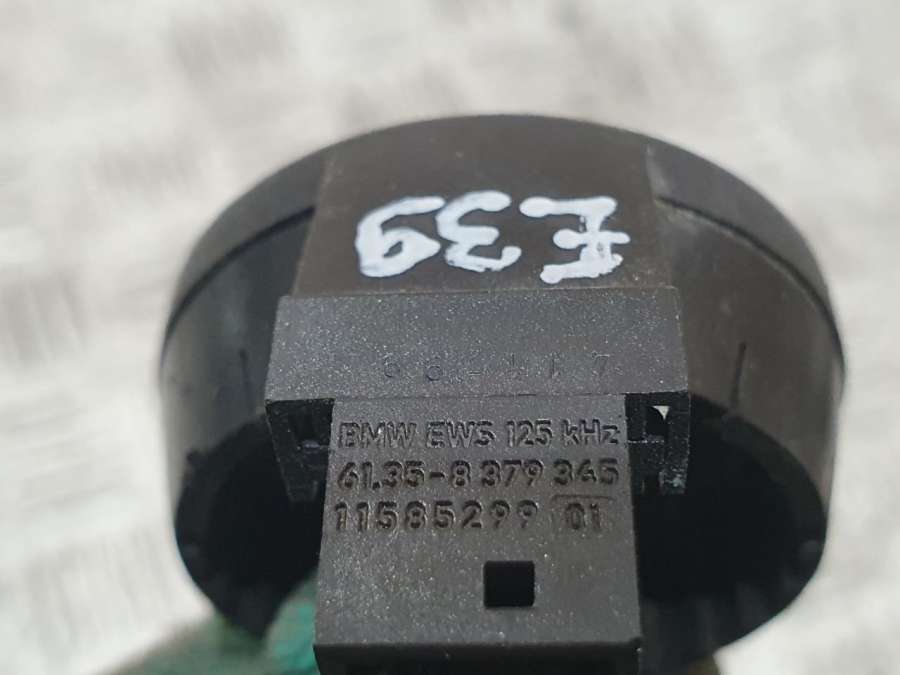 E39
BMW EWS 125 kHz
61.35-8 379 345
11585299 01